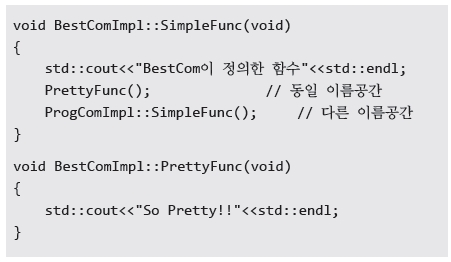 void BestComImpl::SimpleFunc(void)
{
    std::cout<<"BestCom이 정의한 함수"<<std::endl;
    PrettyFunc();              // 동일 이름공간
    ProgComImpl::SimpleFunc();     // 다른 이름공간
}
void BestComImpl::PrettyFunc(void)
{
    std::cout<<"So Pretty!!"<<std::endl;
}